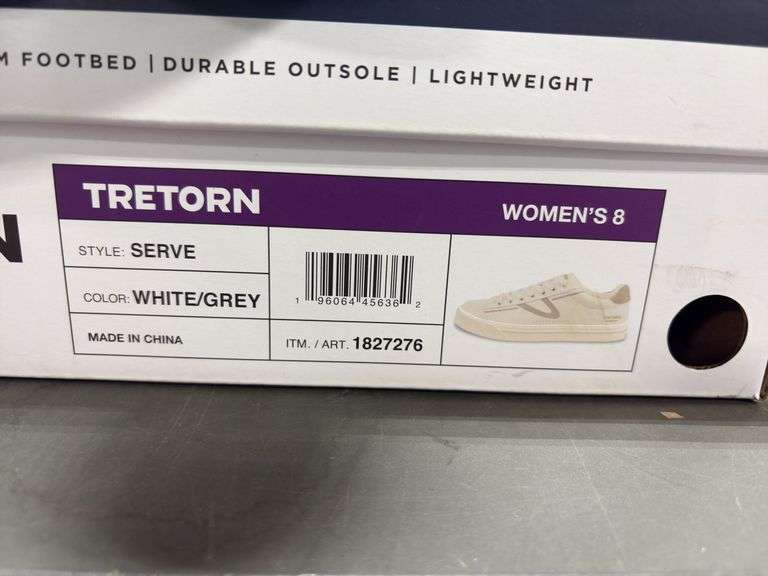 FOOTBED | DURABLE OUTSOLE | LIGHTWEIGHT
TRETORN
WOMEN'S 8
STYLE: SERVE
COLOR: WHITE/GREY
MADE IN CHINA
1 96064 45636 2
ITM. / ART. 1827276